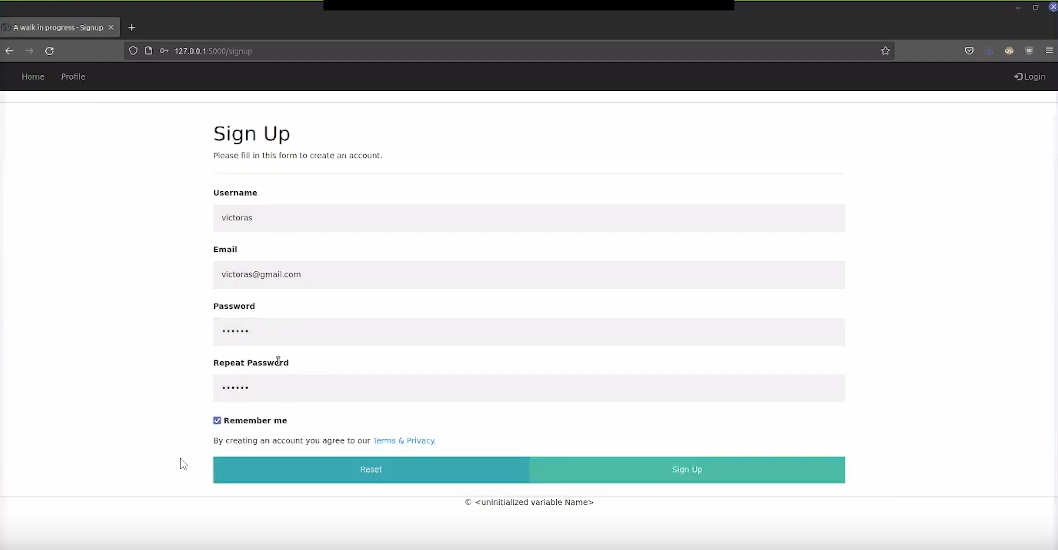 A walk in progress - Signup
127.0.0.1:5000/signup
Home Profile Login
Sign Up
Please fill in this form to create an account.
Username
victoras
Email
victoras@gmail.com
Password
••••••
Repeat Password
••••••
Remember me
By creating an account you agree to our Terms & Privacy.
Reset Sign Up
© <uninitialized variable Name>